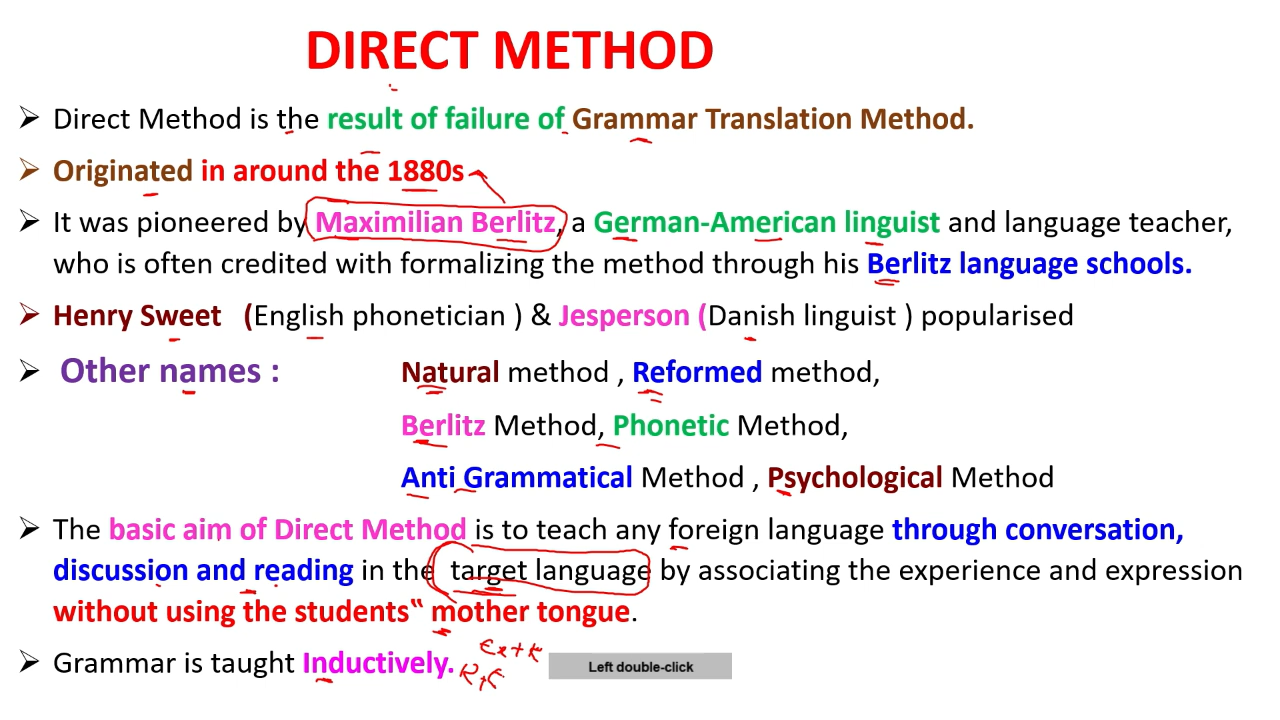 DIRECT METHOD
➢ Direct Method is the result of failure of Grammar Translation Method.
➢ Originated in around the 1880s
➢ It was pioneered by Maximilian Berlitz, a German-American linguist and language teacher,
who is often credited with formalizing the method through his Berlitz language schools.
➢ Henry Sweet (English phonetician ) & Jesperson (Danish linguist ) popularised
➢ Other names : Natural method , Reformed method,
Berlitz Method, Phonetic Method,
Anti Grammatical Method , Psychological Method
➢ The basic aim of Direct Method is to teach any foreign language through conversation,
discussion and reading in the target language by associating the experience and expression
without using the students‟ mother tongue.
➢ Grammar is taught Inductively.
Left double-click